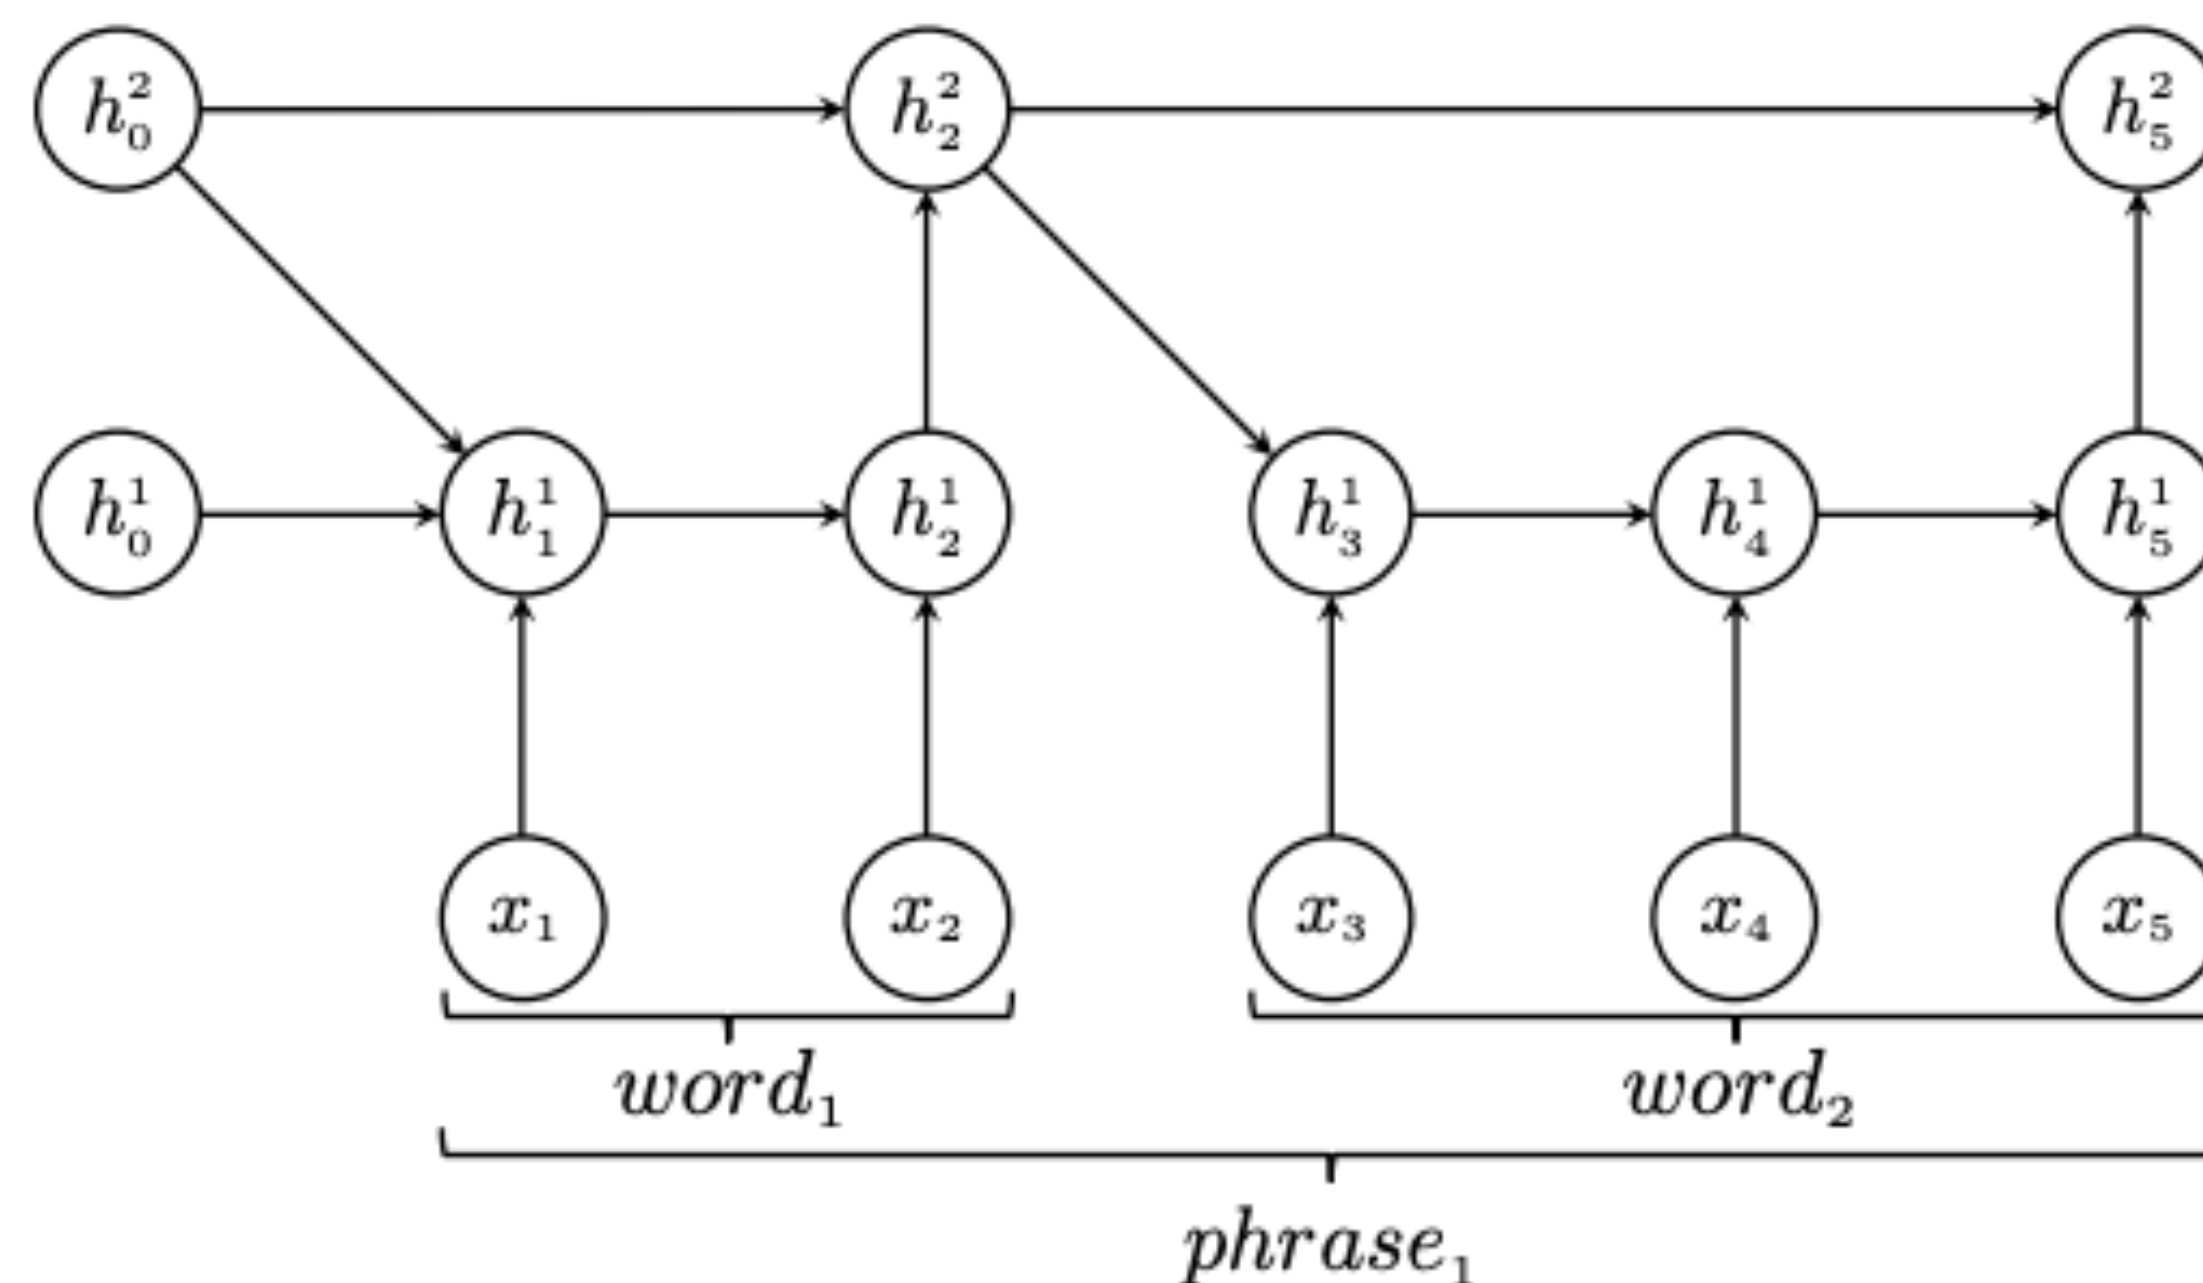 h_0^2 h_2^2 h_5^2
h_0^1 h_1^1 h_2^1 h_3^1 h_4^1 h_5^1
x_1 x_2 x_3 x_4 x_5
word_1 word_2
phrase_1